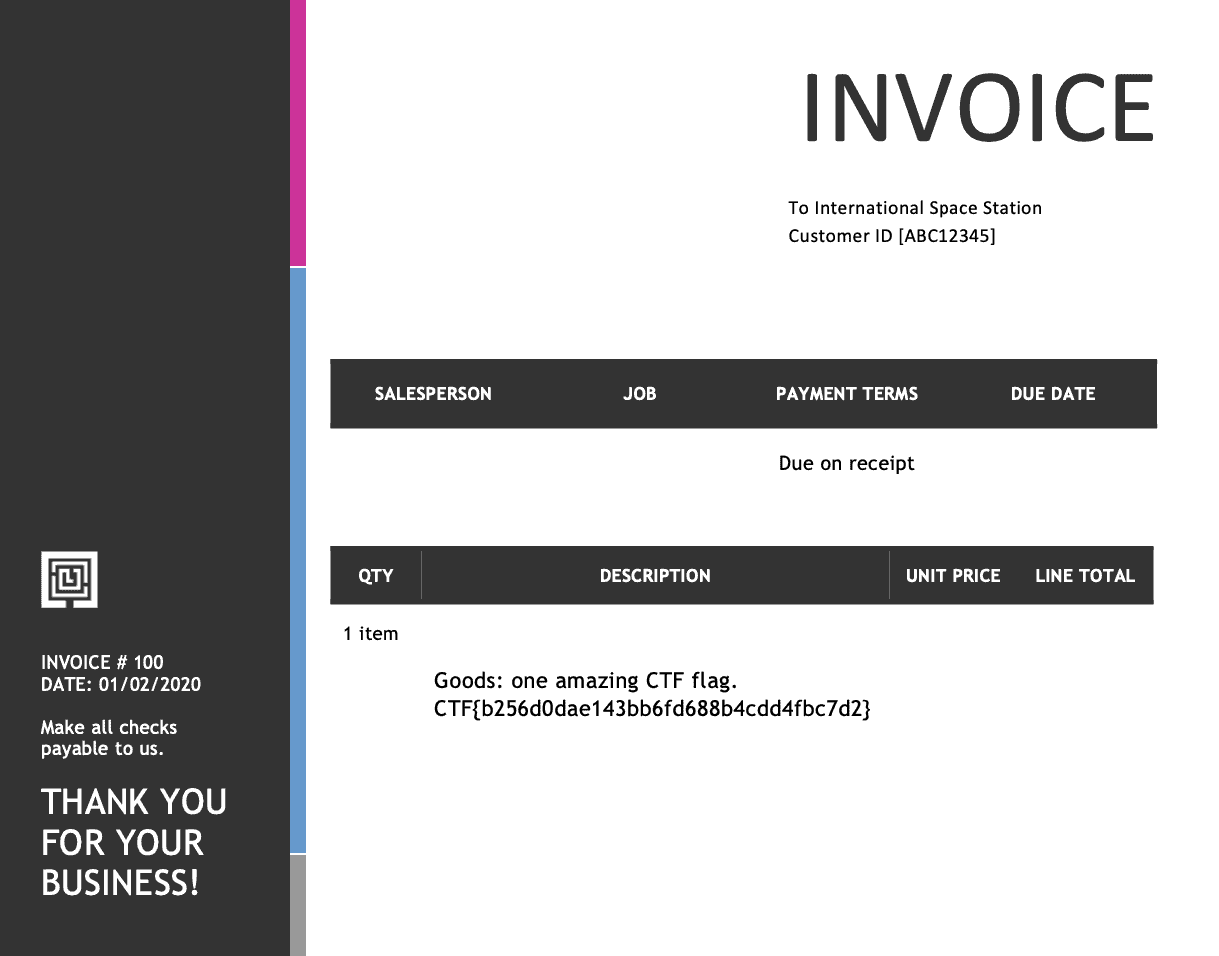 INVOICE
To International Space Station
Customer ID [ABC12345]
SALESPERSON JOB PAYMENT TERMS DUE DATE
Due on receipt
QTY DESCRIPTION UNIT PRICE LINE TOTAL
1 item
Goods: one amazing CTF flag.
CTF{b256d0dae143bb6fd688b4cdd4fbc7d2}
INVOICE # 100
DATE: 01/02/2020
Make all checks
payable to us.
THANK YOU
FOR YOUR
BUSINESS!